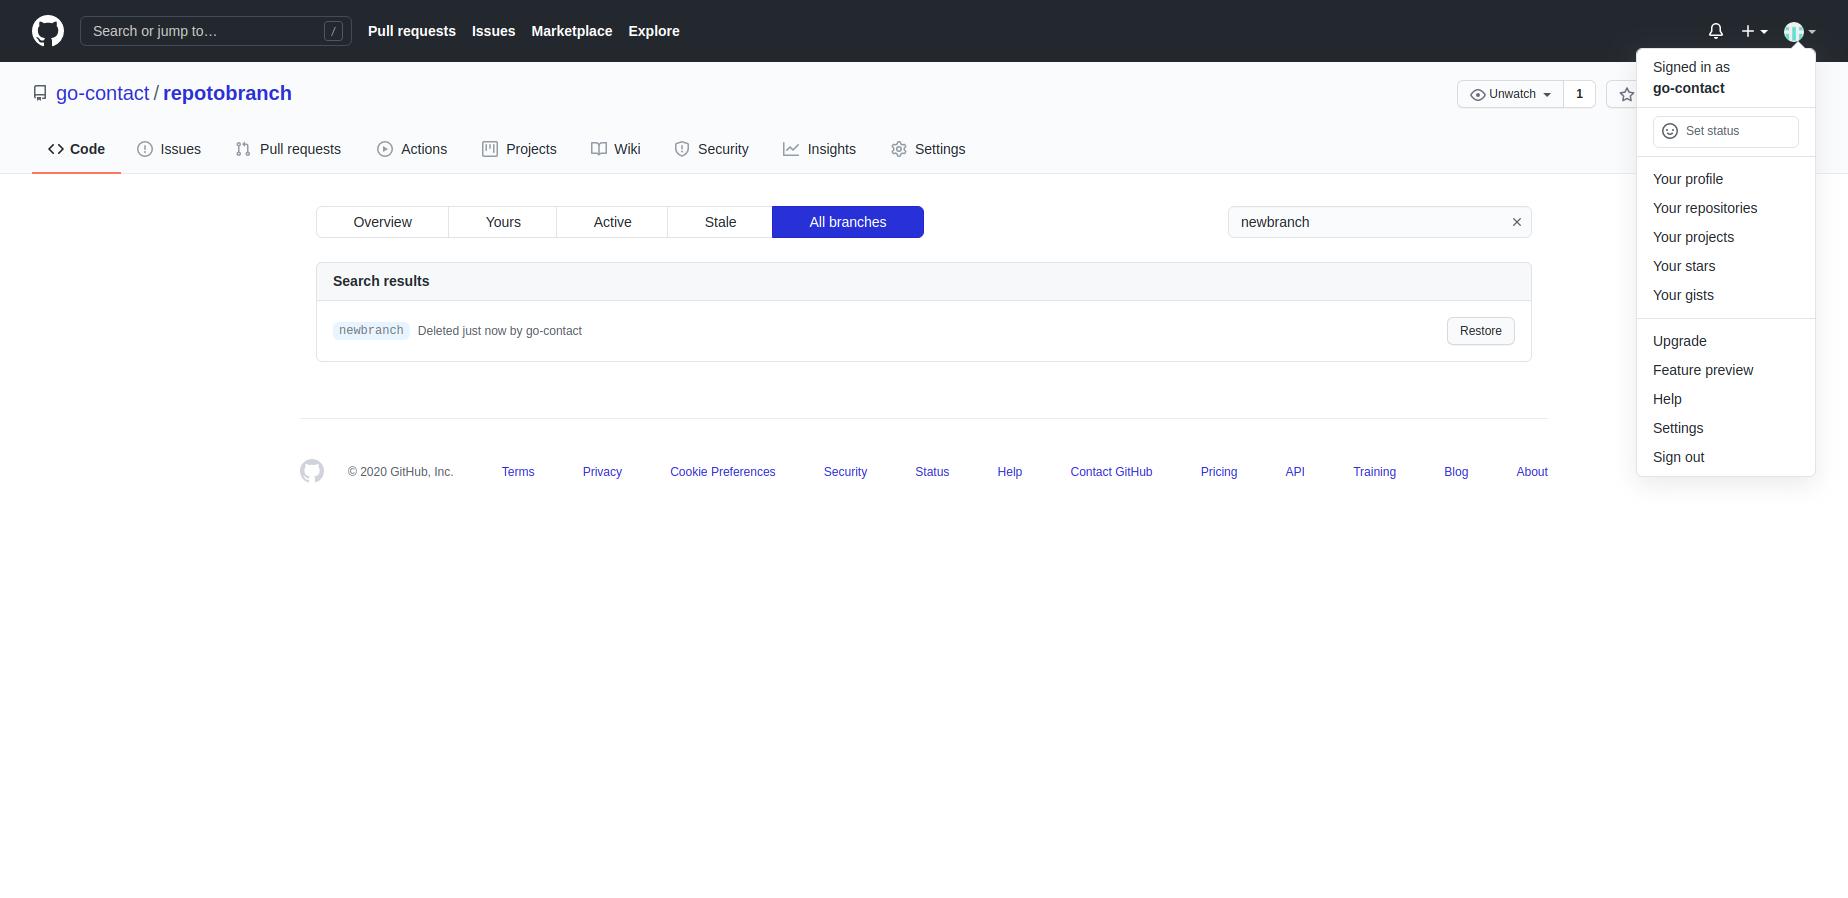 Search or jump to… /
Pull requests Issues Marketplace Explore
Signed in as
go-contact
Set status
Your profile
Your repositories
Your projects
Your stars
Your gists
Upgrade
Feature preview
Help
Settings
Sign out
go-contact / repotobranch
Unwatch 1
Code Issues Pull requests Actions Projects Wiki Security Insights Settings
Overview Yours Active Stale All branches newbranch
Search results
newbranch Deleted just now by go-contact Restore
© 2020 GitHub, Inc. Terms Privacy Cookie Preferences Security Status Help Contact GitHub Pricing API Training Blog About